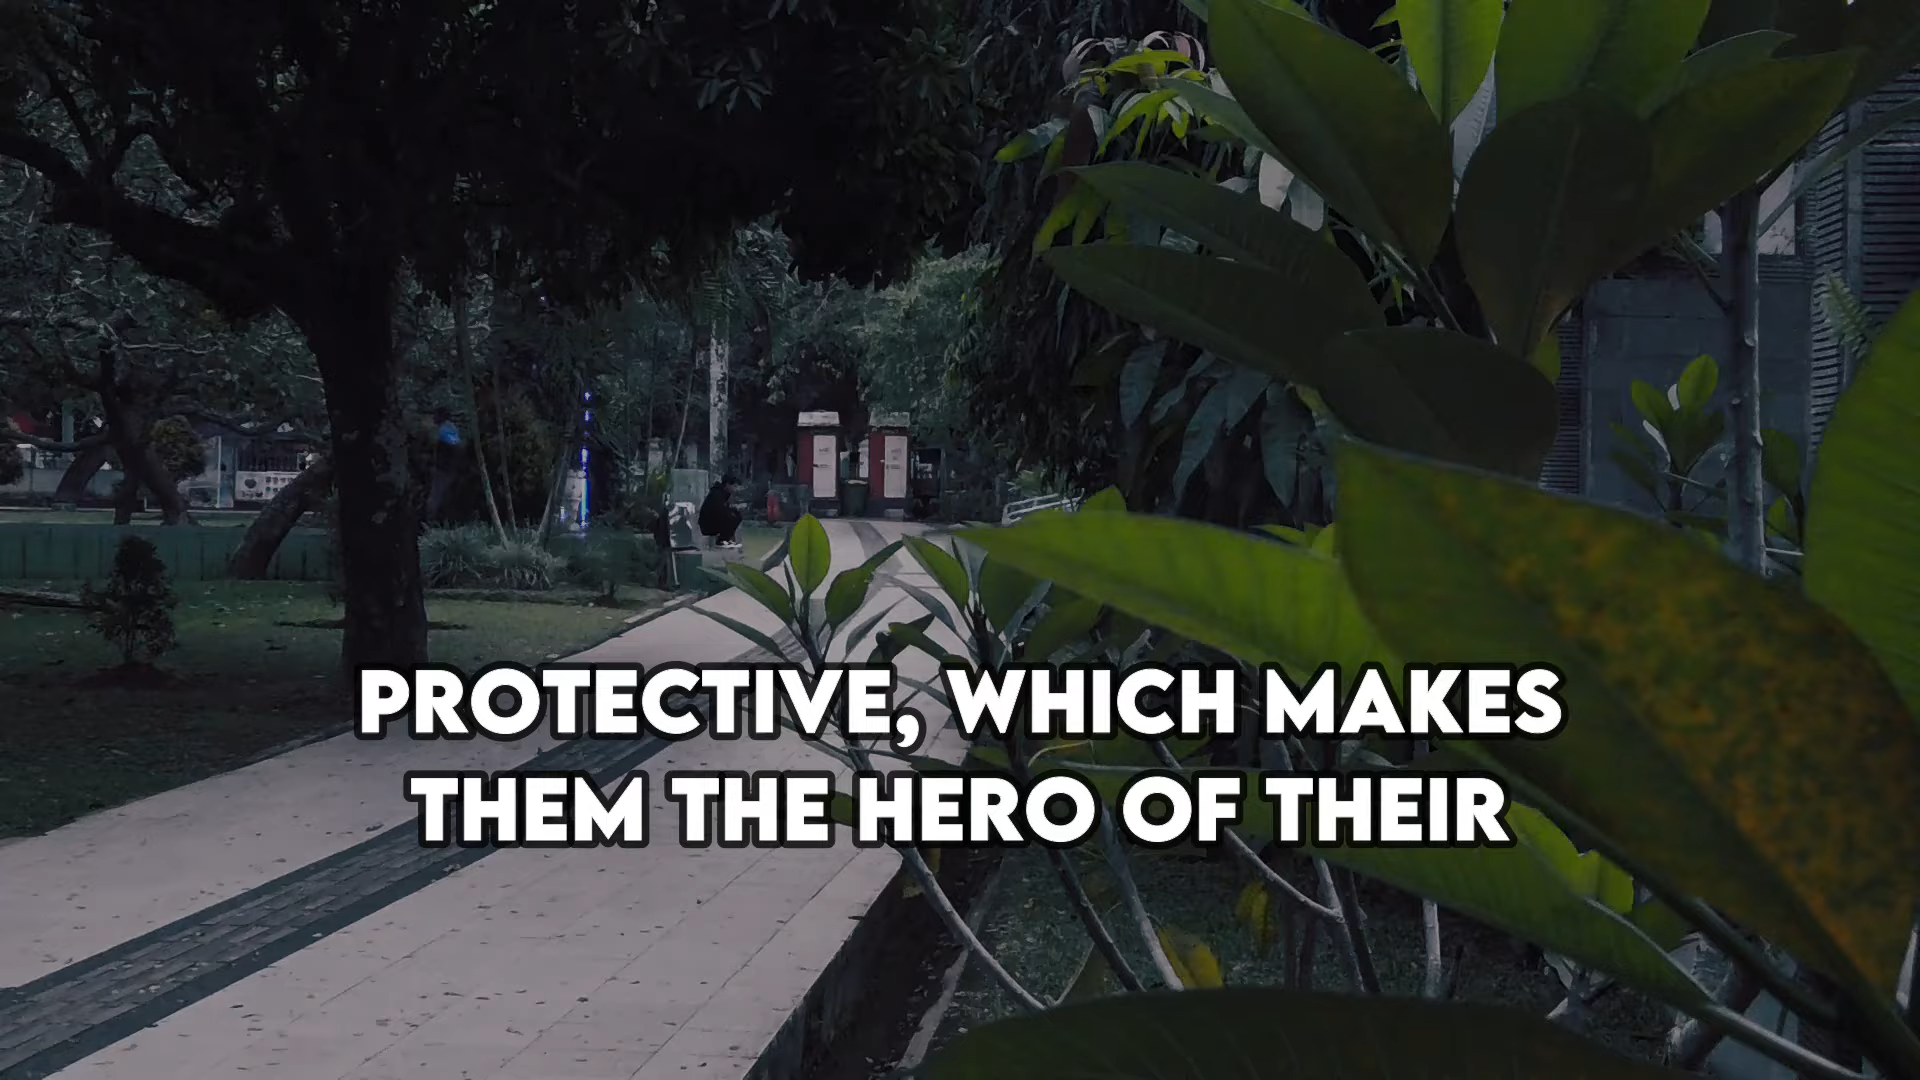 PROTECTIVE, WHICH MAKES
THEM THE HERO OF THEIR